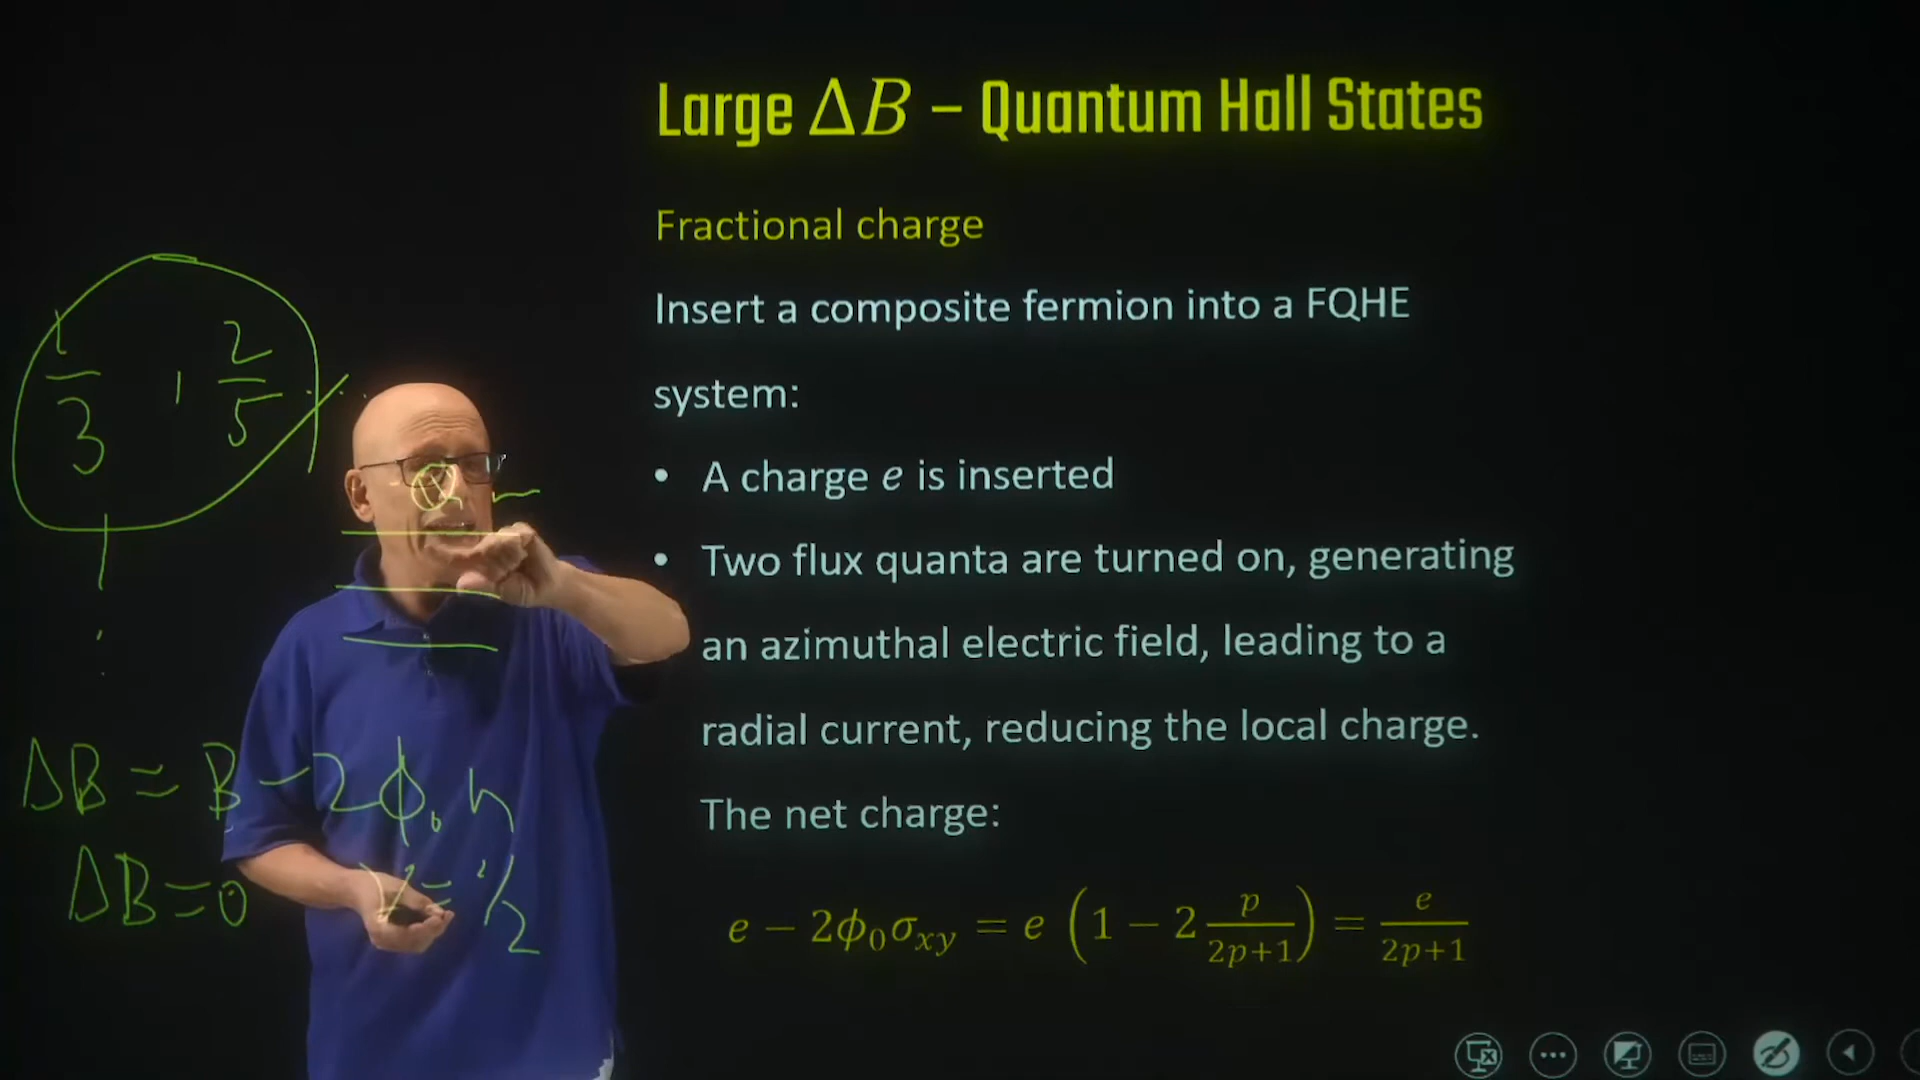 Large ΔB – Quantum Hall States
Fractional charge
Insert a composite fermion into a FQHE
system:
• A charge e is inserted
• Two flux quanta are turned on, generating
an azimuthal electric field, leading to a
radial current, reducing the local charge.
The net charge:
e − 2ϕ₀σxy = e (1 − 2 p/(2p+1)) = e/(2p+1)
1/3 , 2/5
ΔB = B − 2ϕ₀ n
ΔB = 0 ν = 1/2